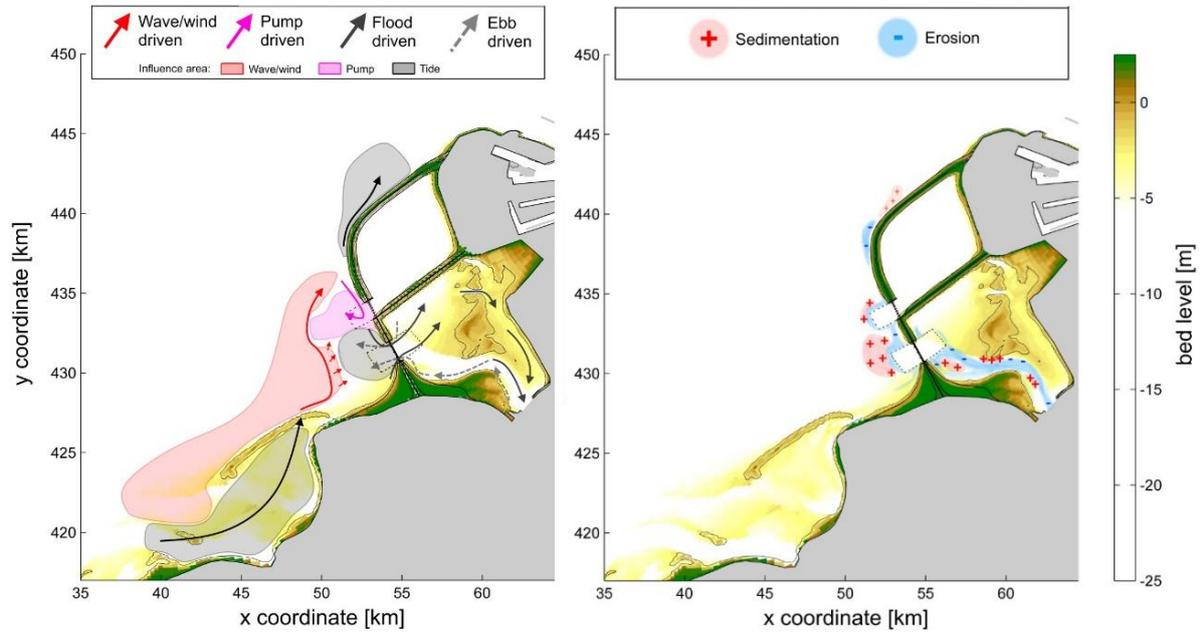 Wave/wind
driven
Pump
driven
Flood
driven
Ebb
driven
Influence area: Wave/wind Pump Tide
450
445
440
435
430
425
420
35 40 45 50 55 60
x coordinate [km]
y coordinate [km]
+ Sedimentation
- Erosion
450
445
440
435
430
425
420
35 40 45 50 55 60
x coordinate [km]
0
-5
-10
-15
-20
-25
bed level [m]